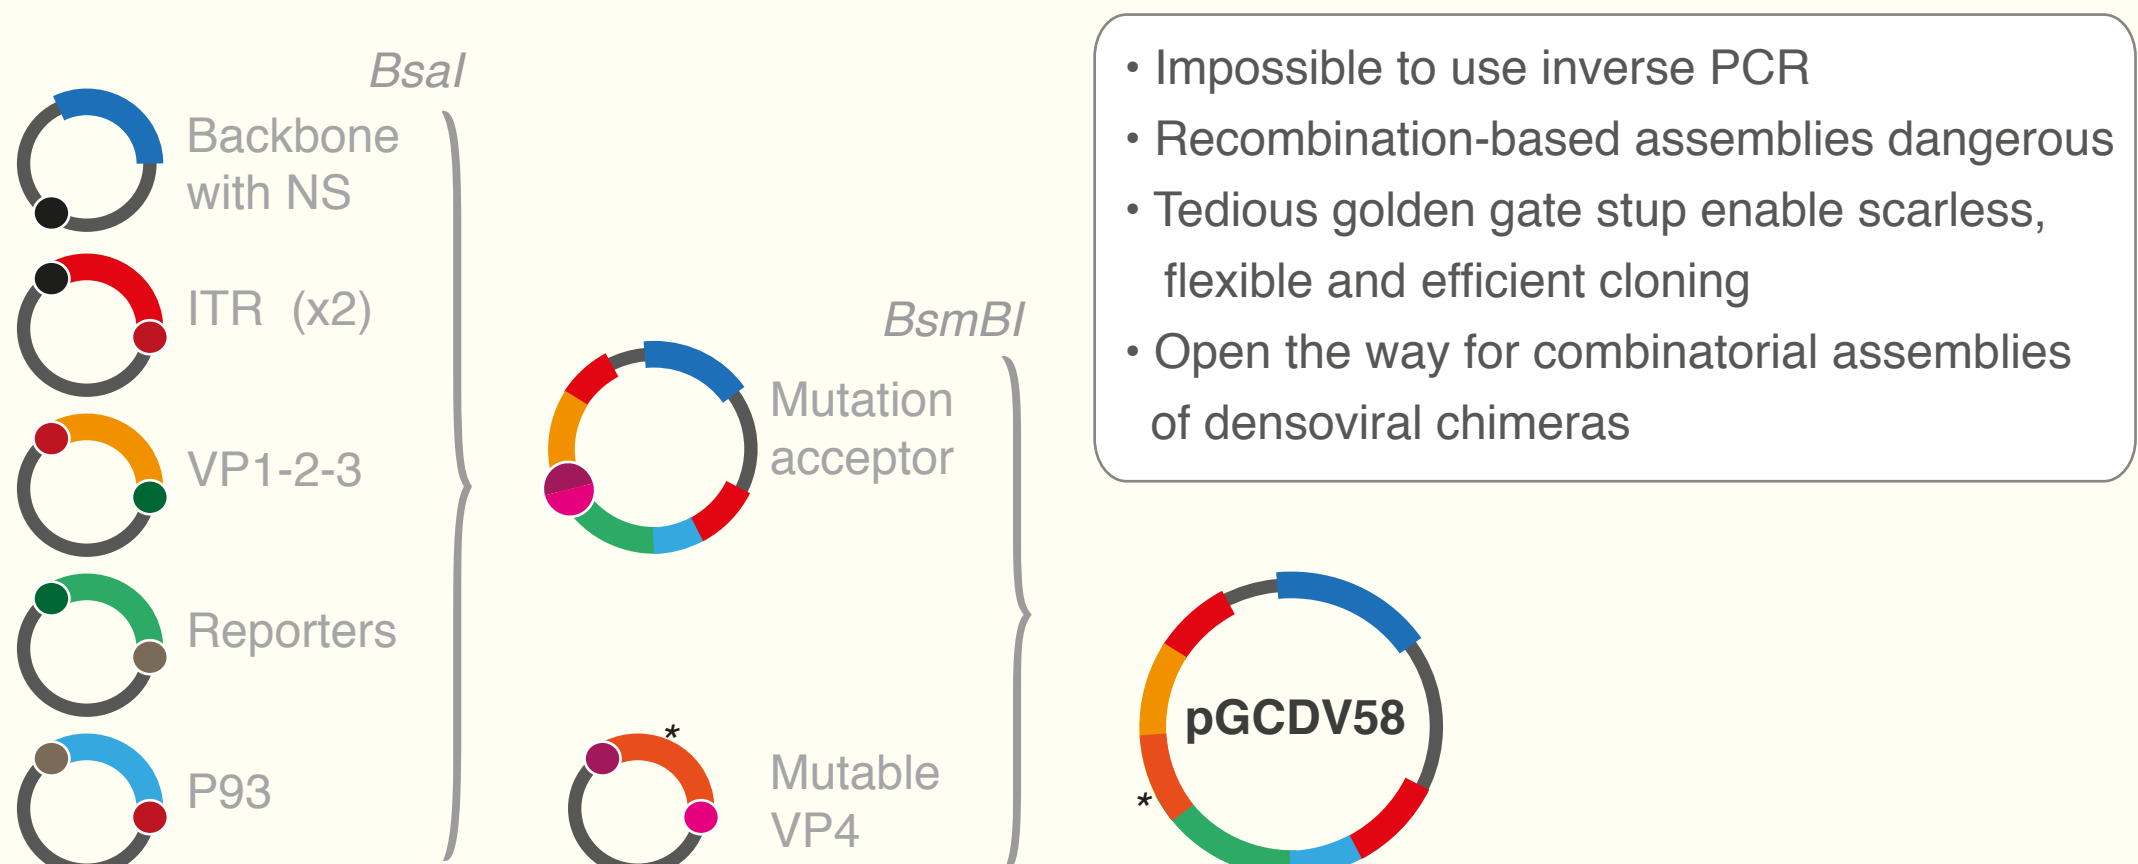 BsaI
Backbone
with NS
ITR (x2)
VP1-2-3
Reporters
P93
BsmBI
Mutation
acceptor
*
Mutable
VP4
• Impossible to use inverse PCR
• Recombination-based assemblies dangerous
• Tedious golden gate stup enable scarless,
flexible and efficient cloning
• Open the way for combinatorial assemblies
of densoviral chimeras
pGCDV58
*